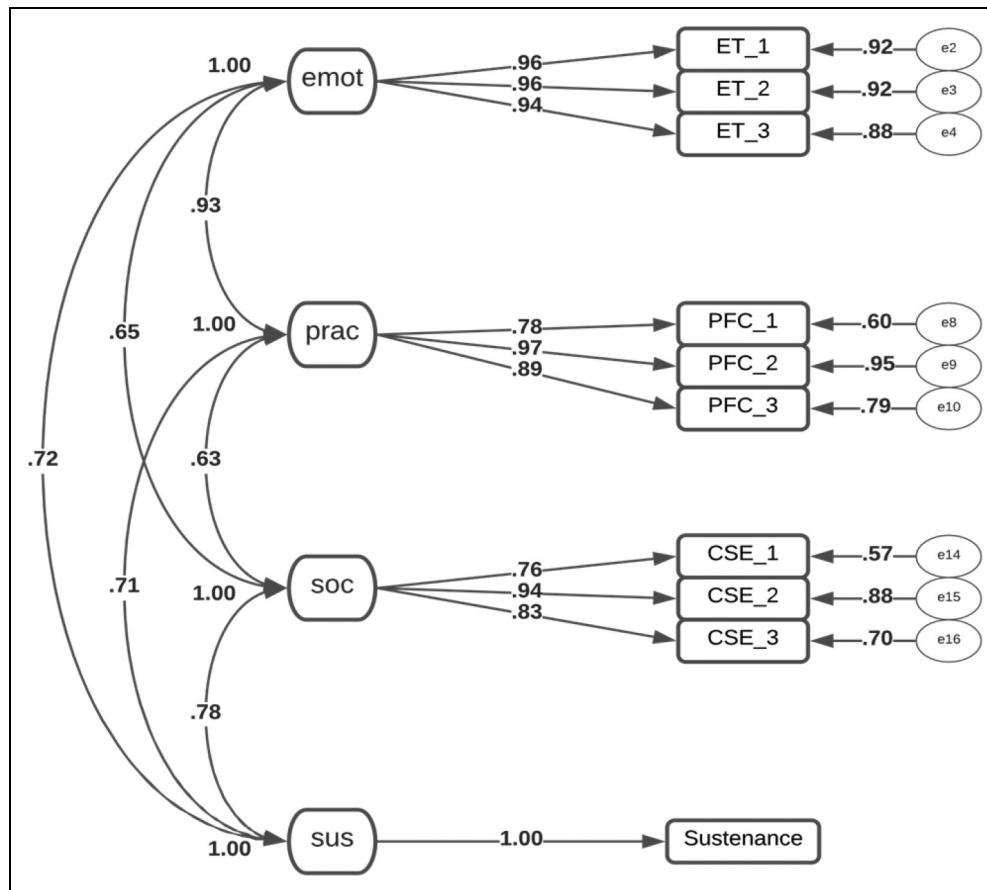 1.00
emot
.96
.96
.94
ET_1
ET_2
ET_3
.92
.92
.88
e2
e3
e4
.93
.65
1.00
prac
.78
.97
.89
PFC_1
PFC_2
PFC_3
.60
.95
.79
e8
e9
e10
.72
.63
.71
1.00
soc
.76
.94
.83
CSE_1
CSE_2
CSE_3
.57
.88
.70
e14
e15
e16
.78
1.00
sus
1.00
Sustenance